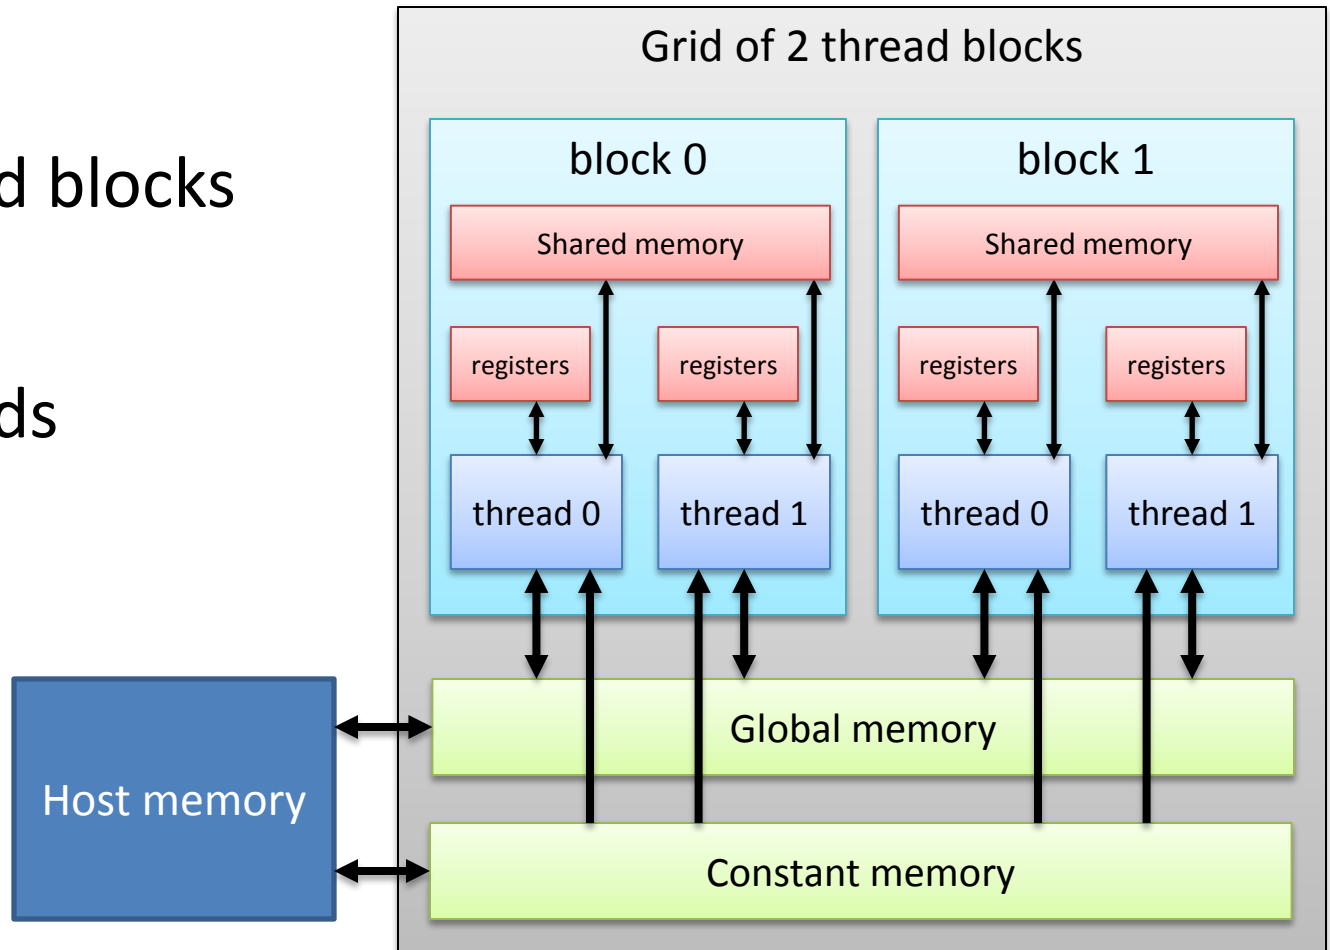 d blocks
ds
Grid of 2 thread blocks
block 0
Shared memory
registers
registers
thread 0
thread 1
block 1
Shared memory
registers
registers
thread 0
thread 1
Global memory
Host memory
Constant memory